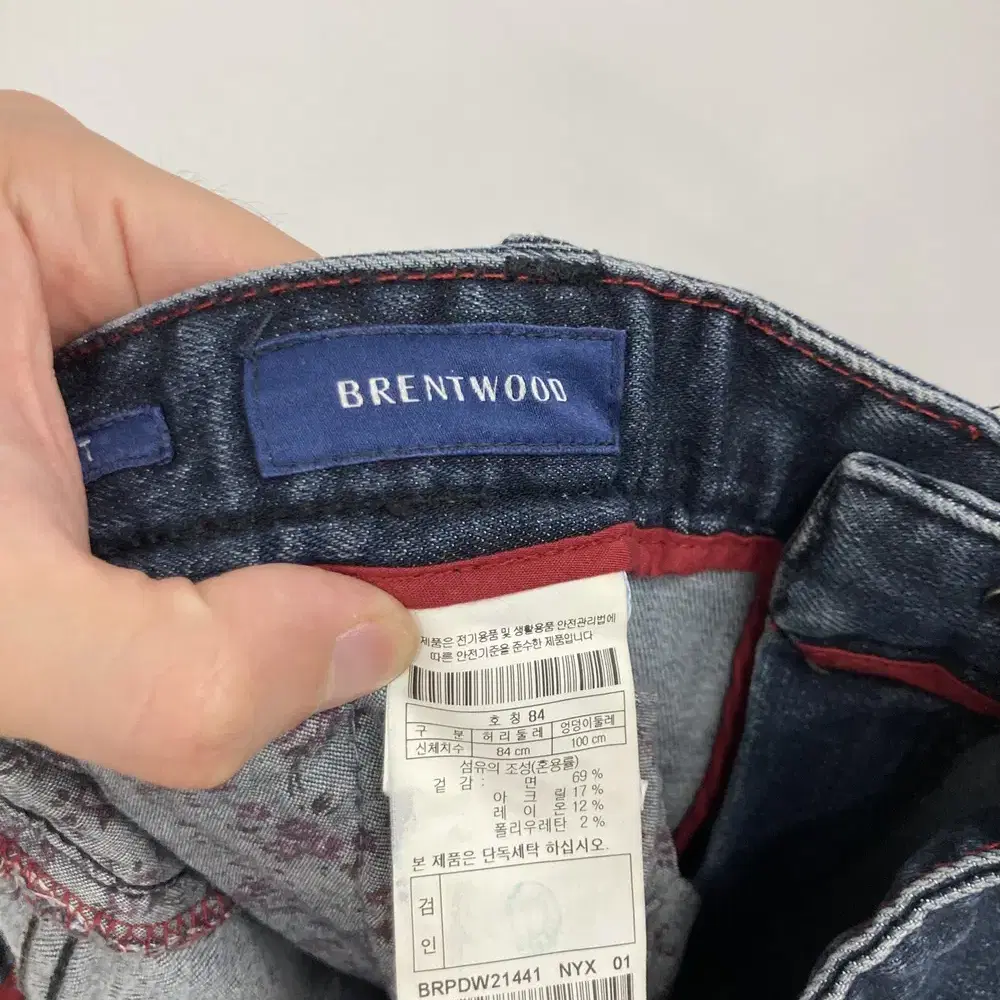 BRENTWOOD
T
제품은 전기용품 및 생활용품 안전관리법에
따른 안전기준을 준수한 제품입니다
호 칭 84
구 분 허리둘레 엉덩이둘레
신체치수 84 cm 100 cm
섬유의 조성(혼용률)
겉 감 : 면 69 %
아 크 릴 17 %
레 이 온 12 %
폴리우레탄 2 %
본 제품은 단독세탁 하십시오.
검
인
BRPDW21441 NYX 01